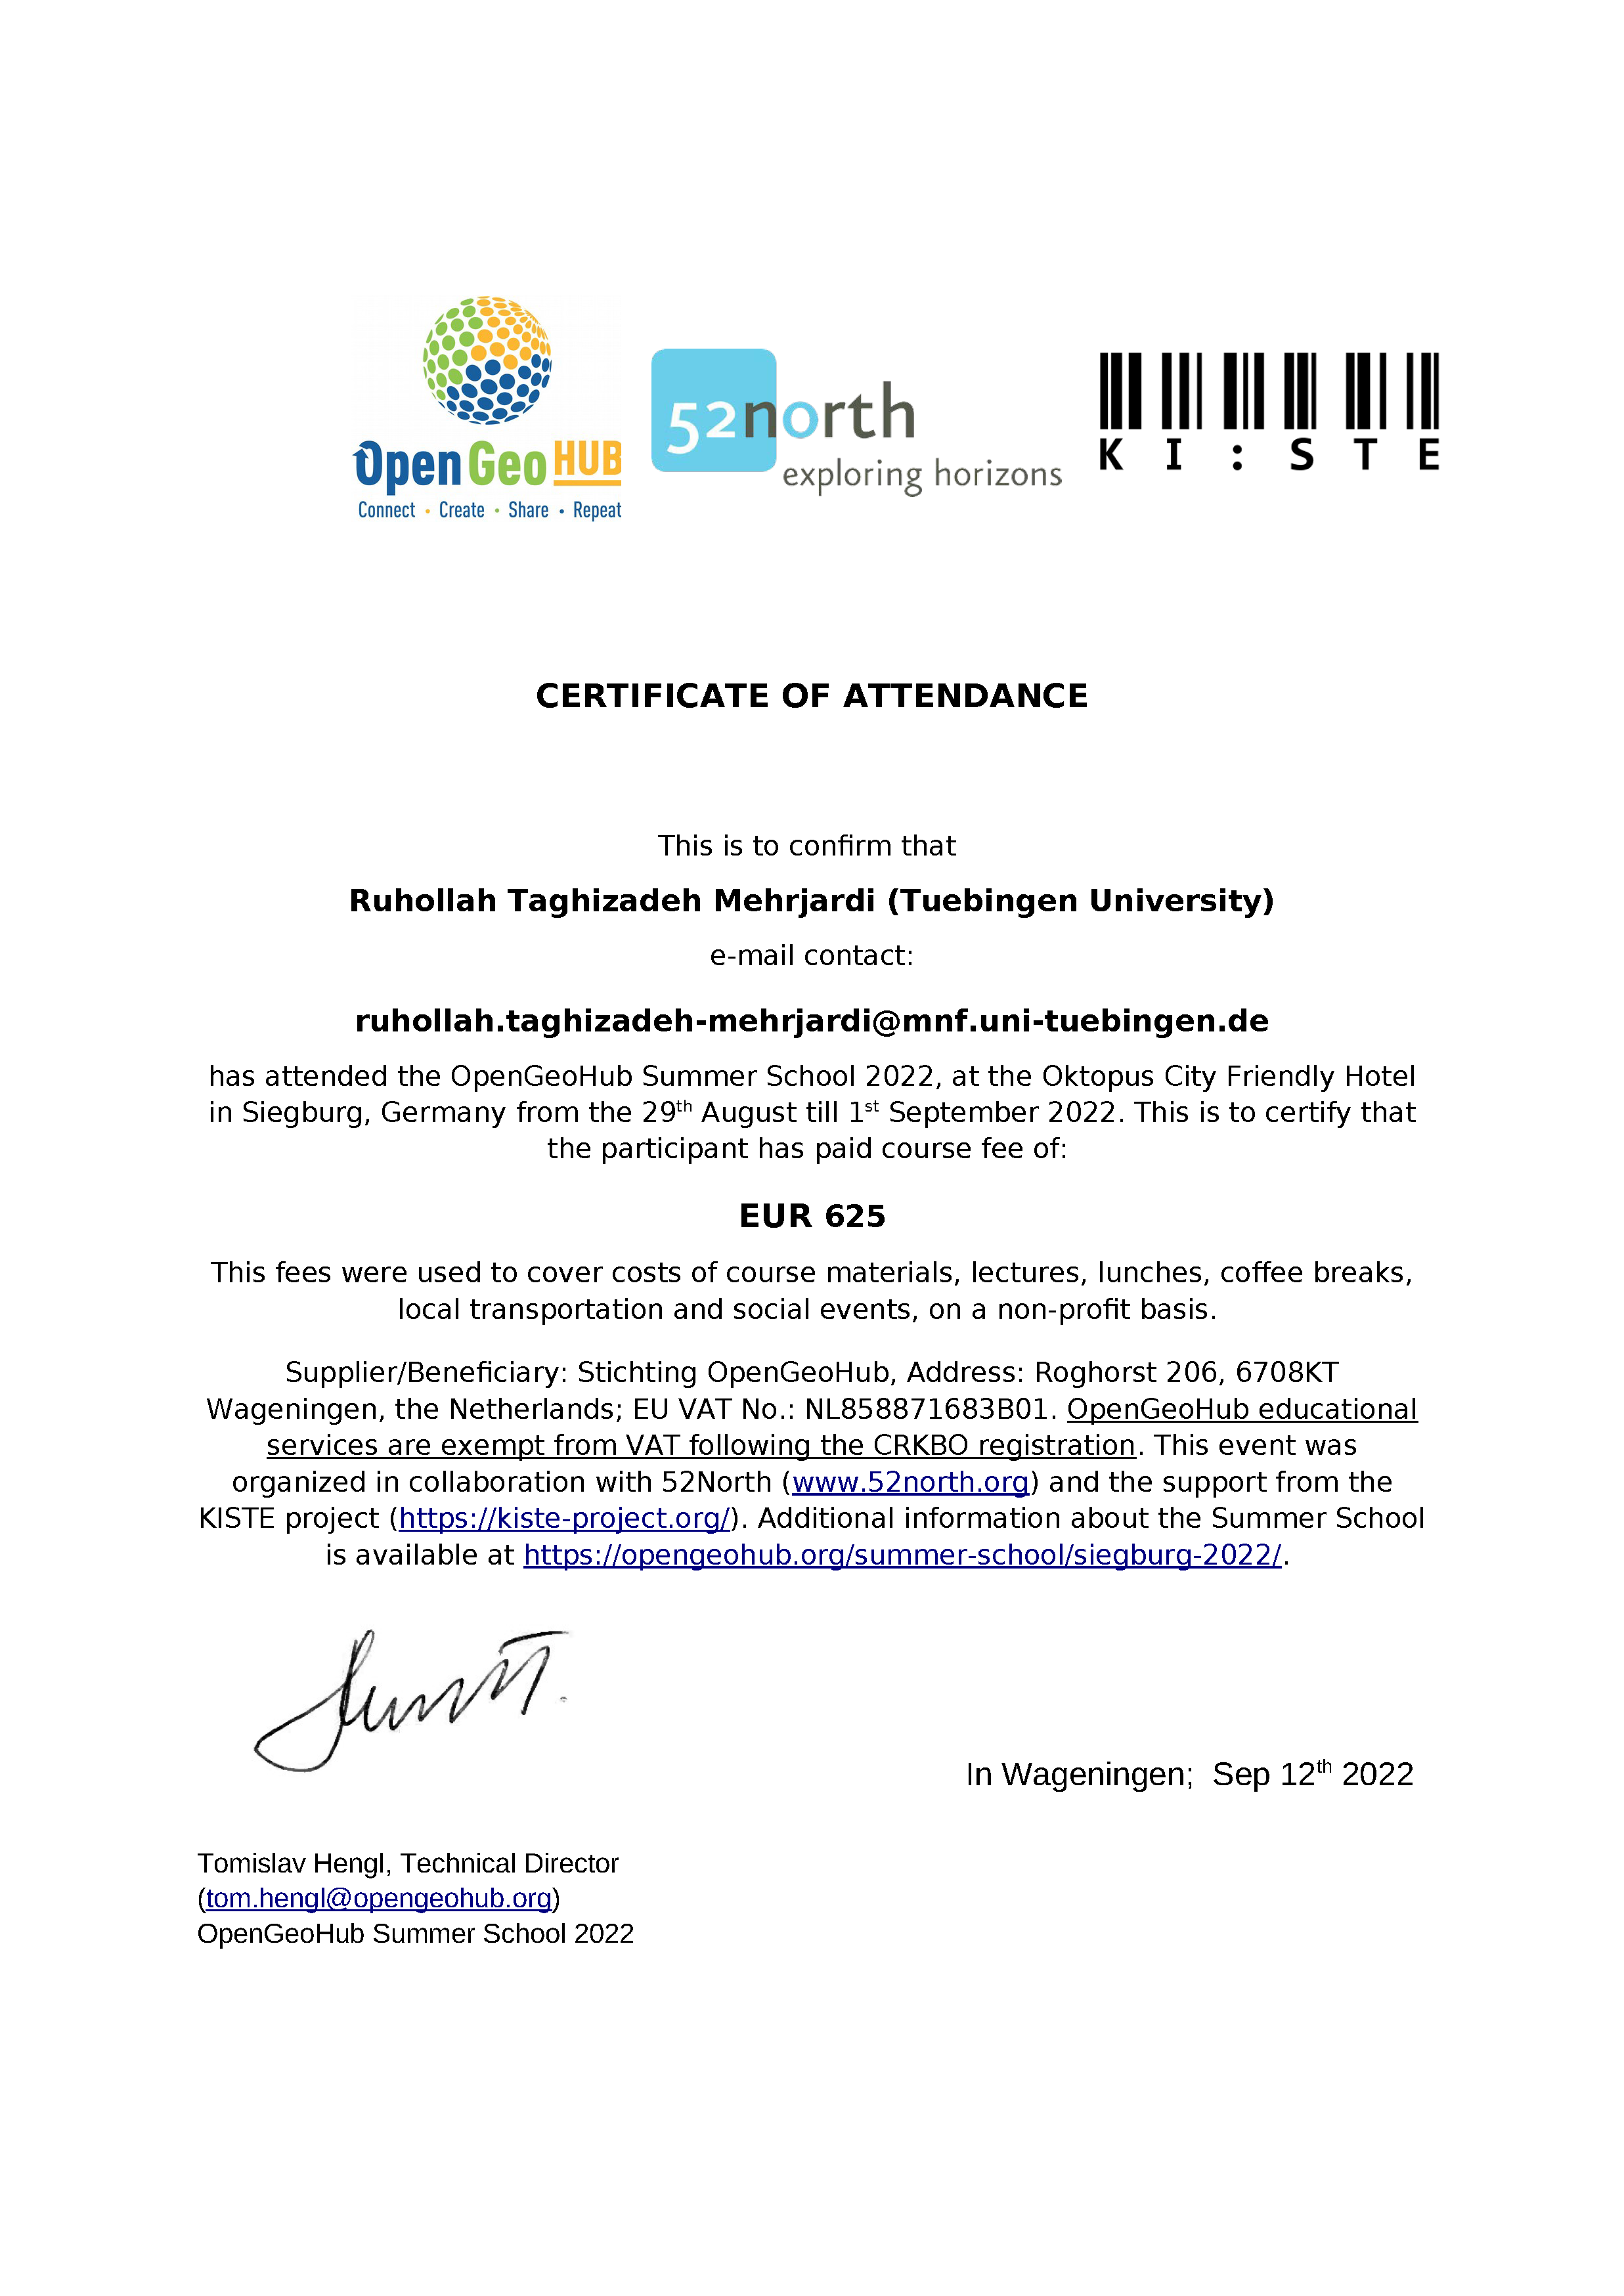 OpenGeoHUB
Connect • Create • Share • Repeat
52north
exploring horizons
KI:STE
CERTIFICATE OF ATTENDANCE
This is to confirm that
Ruhollah Taghizadeh Mehrjardi (Tuebingen University)
e-mail contact:
ruhollah.taghizadeh-mehrjardi@mnf.uni-tuebingen.de
has attended the OpenGeoHub Summer School 2022, at the Oktopus City Friendly Hotel
in Siegburg, Germany from the 29th August till 1st September 2022. This is to certify that
the participant has paid course fee of:
EUR 625
This fees were used to cover costs of course materials, lectures, lunches, coffee breaks,
local transportation and social events, on a non-profit basis.
Supplier/Beneficiary: Stichting OpenGeoHub, Address: Roghorst 206, 6708KT
Wageningen, the Netherlands; EU VAT No.: NL858871683B01. OpenGeoHub educational
services are exempt from VAT following the CRKBO registration. This event was
organized in collaboration with 52North (www.52north.org) and the support from the
KISTE project (https://kiste-project.org/). Additional information about the Summer School
is available at https://opengeohub.org/summer-school/siegburg-2022/.
In Wageningen; Sep 12th 2022
Tomislav Hengl, Technical Director
(tom.hengl@opengeohub.org)
OpenGeoHub Summer School 2022